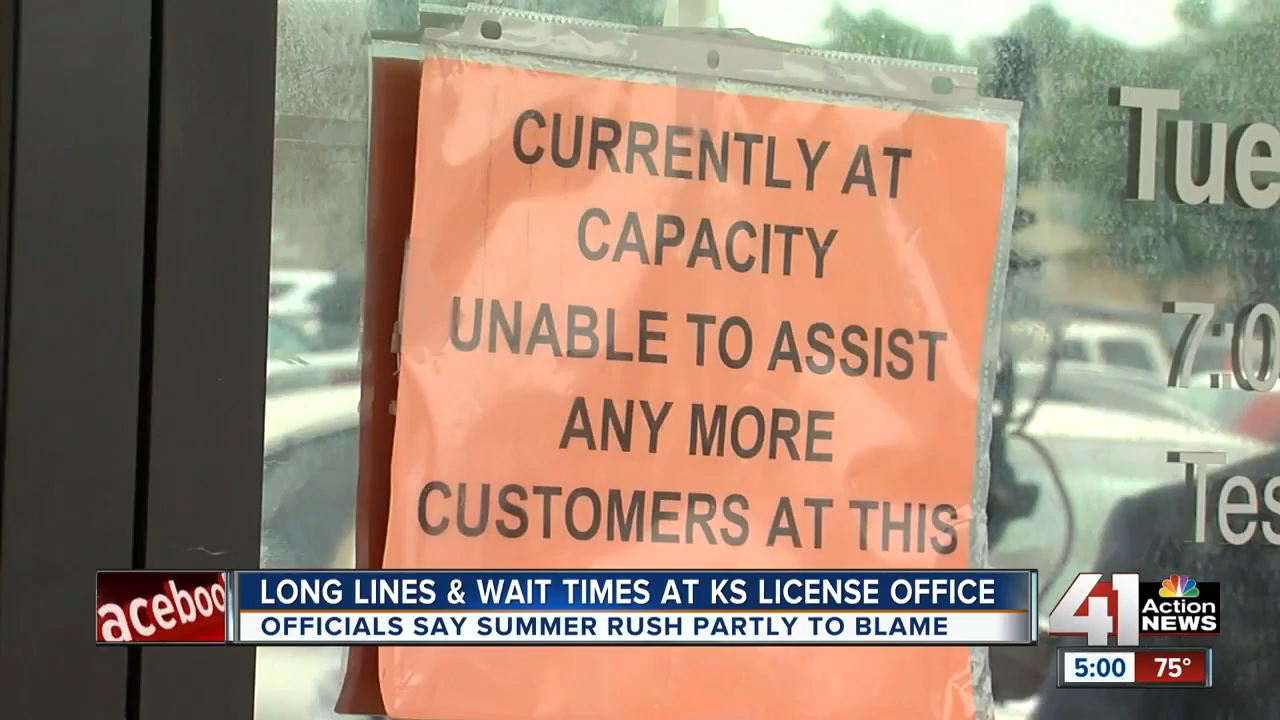 CURRENTLY AT
CAPACITY
UNABLE TO ASSIST
ANY MORE
CUSTOMERS AT THIS
Tue
7:0
Tes
aceboo
LONG LINES & WAIT TIMES AT KS LICENSE OFFICE
OFFICIALS SAY SUMMER RUSH PARTLY TO BLAME
41 Action
NEWS
5:00 75°